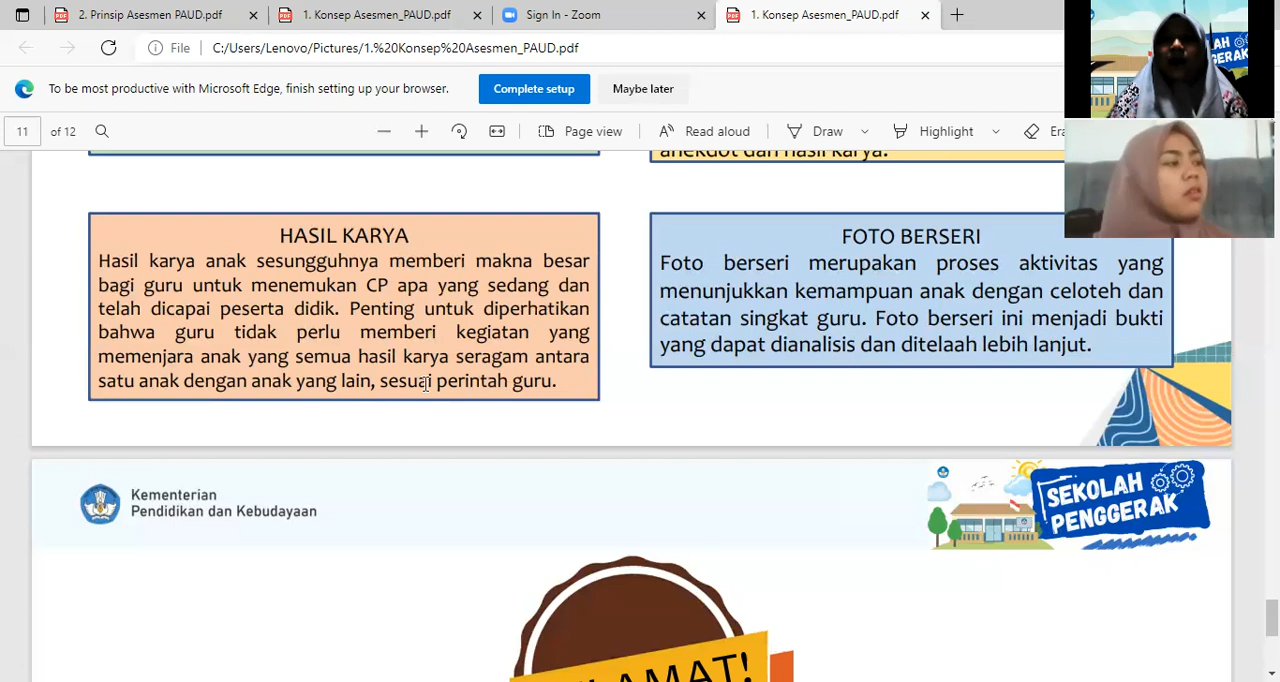 2. Prinsip Asesmen PAUD.pdf
1. Konsep Asesmen_PAUD.pdf
Sign In - Zoom
1. Konsep Asesmen_PAUD.pdf
File
C:/Users/Lenovo/Pictures/1.%20Konsep%20Asesmen_PAUD.pdf
To be most productive with Microsoft Edge, finish setting up your browser.
Complete setup
Maybe later
11 of 12
Page view
Read aloud
Draw
Highlight
anekdot dan hasil karya.
HASIL KARYA
Hasil karya anak sesungguhnya memberi makna besar
bagi guru untuk menemukan CP apa yang sedang dan
telah dicapai peserta didik. Penting untuk diperhatikan
bahwa guru tidak perlu memberi kegiatan yang
memenjara anak yang semua hasil karya seragam antara
satu anak dengan anak yang lain, sesuai perintah guru.
FOTO BERSERI
Foto berseri merupakan proses aktivitas yang
menunjukkan kemampuan anak dengan celoteh dan
catatan singkat guru. Foto berseri ini menjadi bukti
yang dapat dianalisis dan ditelaah lebih lanjut.
Kementerian
Pendidikan dan Kebudayaan
SEKOLAH
PENGGERAK